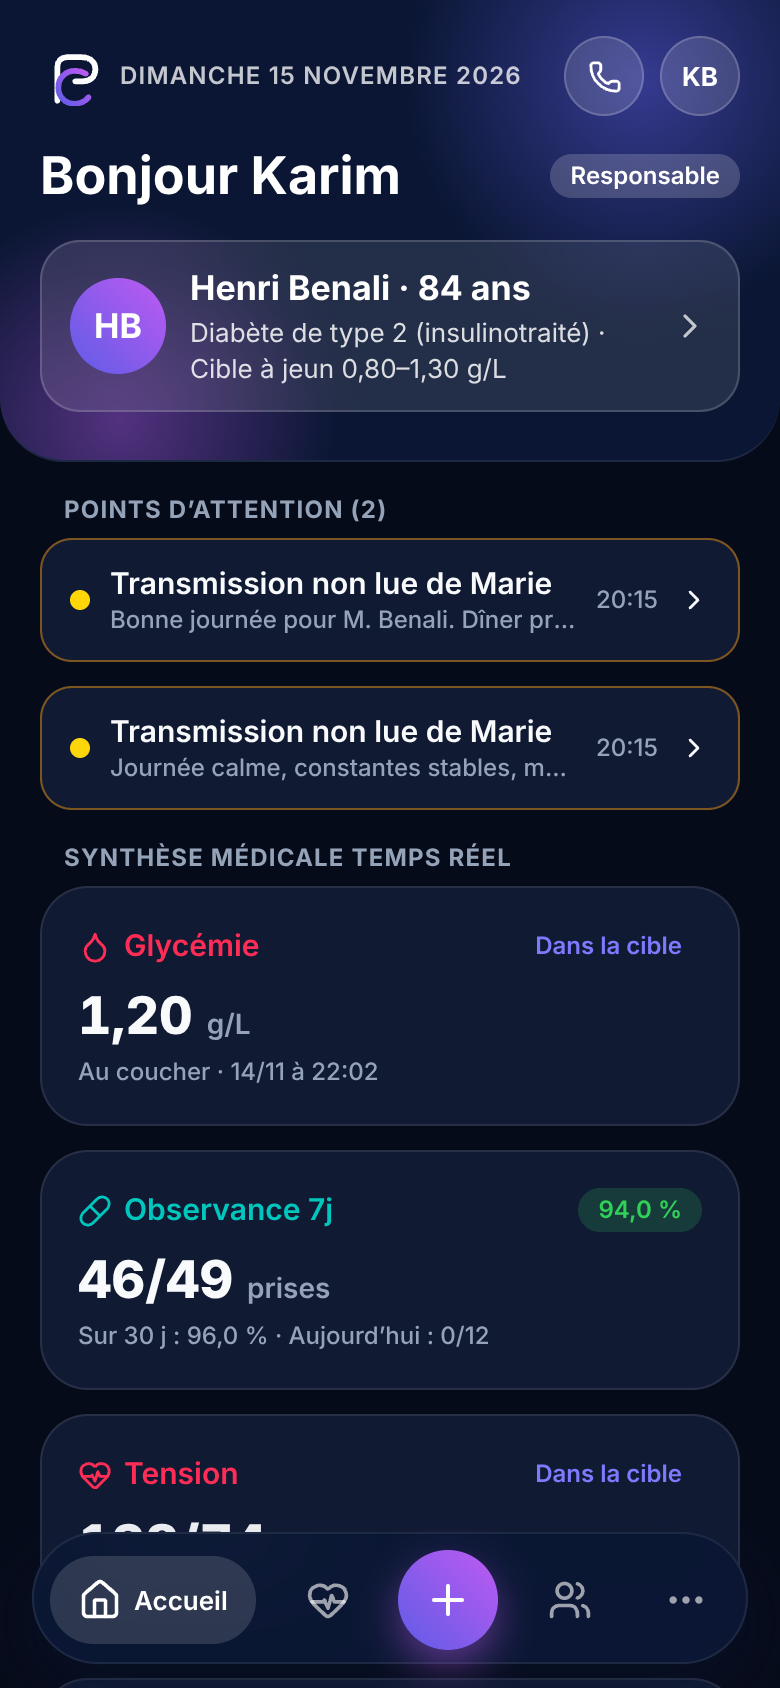 DIMANCHE 15 NOVEMBRE 2026
KB
Bonjour Karim
Responsable
HB
Henri Benali · 84 ans
Diabète de type 2 (insulinotraité) ·
Cible à jeun 0,80–1,30 g/L
POINTS D’ATTENTION (2)
Transmission non lue de Marie
Bonne journée pour M. Benali. Dîner pr...
20:15
Transmission non lue de Marie
Journée calme, constantes stables, m...
20:15
SYNTHÈSE MÉDICALE TEMPS RÉEL
Glycémie
Dans la cible
1,20 g/L
Au coucher · 14/11 à 22:02
Observance 7j
94,0 %
46/49 prises
Sur 30 j : 96,0 % · Aujourd’hui : 0/12
Tension
Dans la cible
Accueil